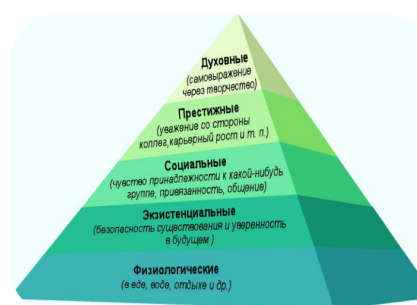 Духовные
(самовыражение
через творчество)
Престижные
(уважение со стороны
коллег,карьерный рост и т. п.)
Социальные
(чувство принадлежности к какой-нибудь
группе, привязанность, общение)
Экзистенциальные
(безопасность существования и уверенность
в будущем )
Физиологические
(в еде, воде, отдыхе и др.)